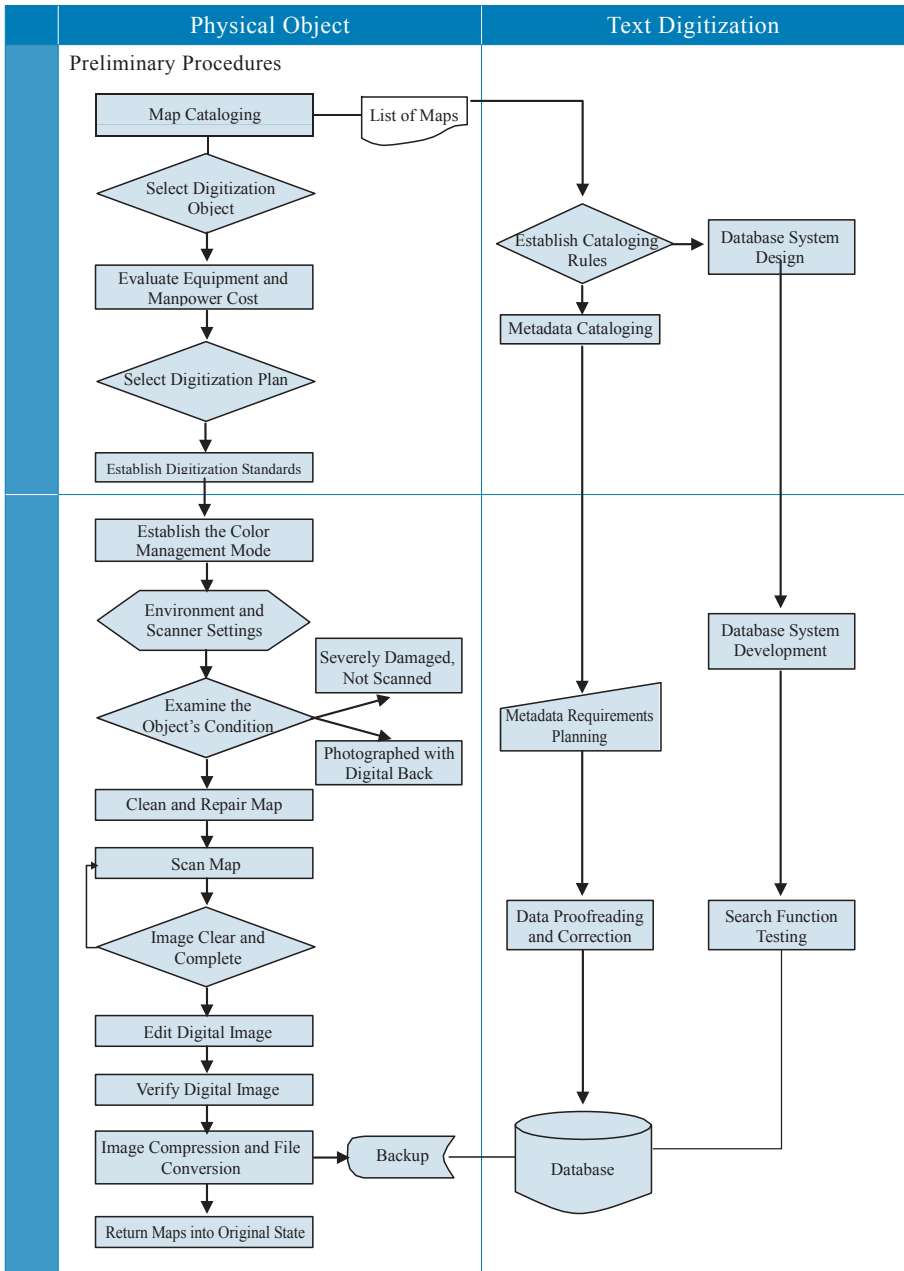 Physical Object
Text Digitization
Preliminary Procedures
Map Cataloging
List of Maps
Select Digitization
Object
Evaluate Equipment and
Manpower Cost
Select Digitization Plan
Establish Digitization Standards
Establish Cataloging
Rules
Database System
Design
Metadata Cataloging
Establish the Color
Management Mode
Environment and
Scanner Settings
Severely Damaged,
Not Scanned
Examine the
Object's Condition
Photographed with
Digital Back
Clean and Repair Map
Scan Map
Image Clear and
Complete
Edit Digital Image
Verify Digital Image
Image Compression and File
Conversion
Backup
Return Maps into Original State
Database System
Development
Metadata Requirements
Planning
Data Proofreading
and Correction
Search Function
Testing
Database